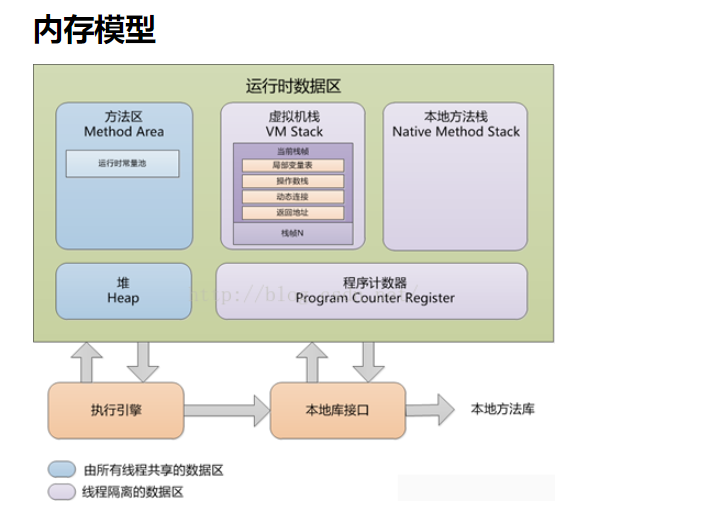 内存模型
运行时数据区
方法区
Method Area
运行时常量池
虚拟机栈
VM Stack
当前栈帧
局部变量表
操作数栈
动态连接
返回地址
栈帧N
本地方法栈
Native Method Stack
堆
Heap
程序计数器
Program Counter Register
执行引擎
本地库接口
本地方法库
由所有线程共享的数据区
线程隔离的数据区